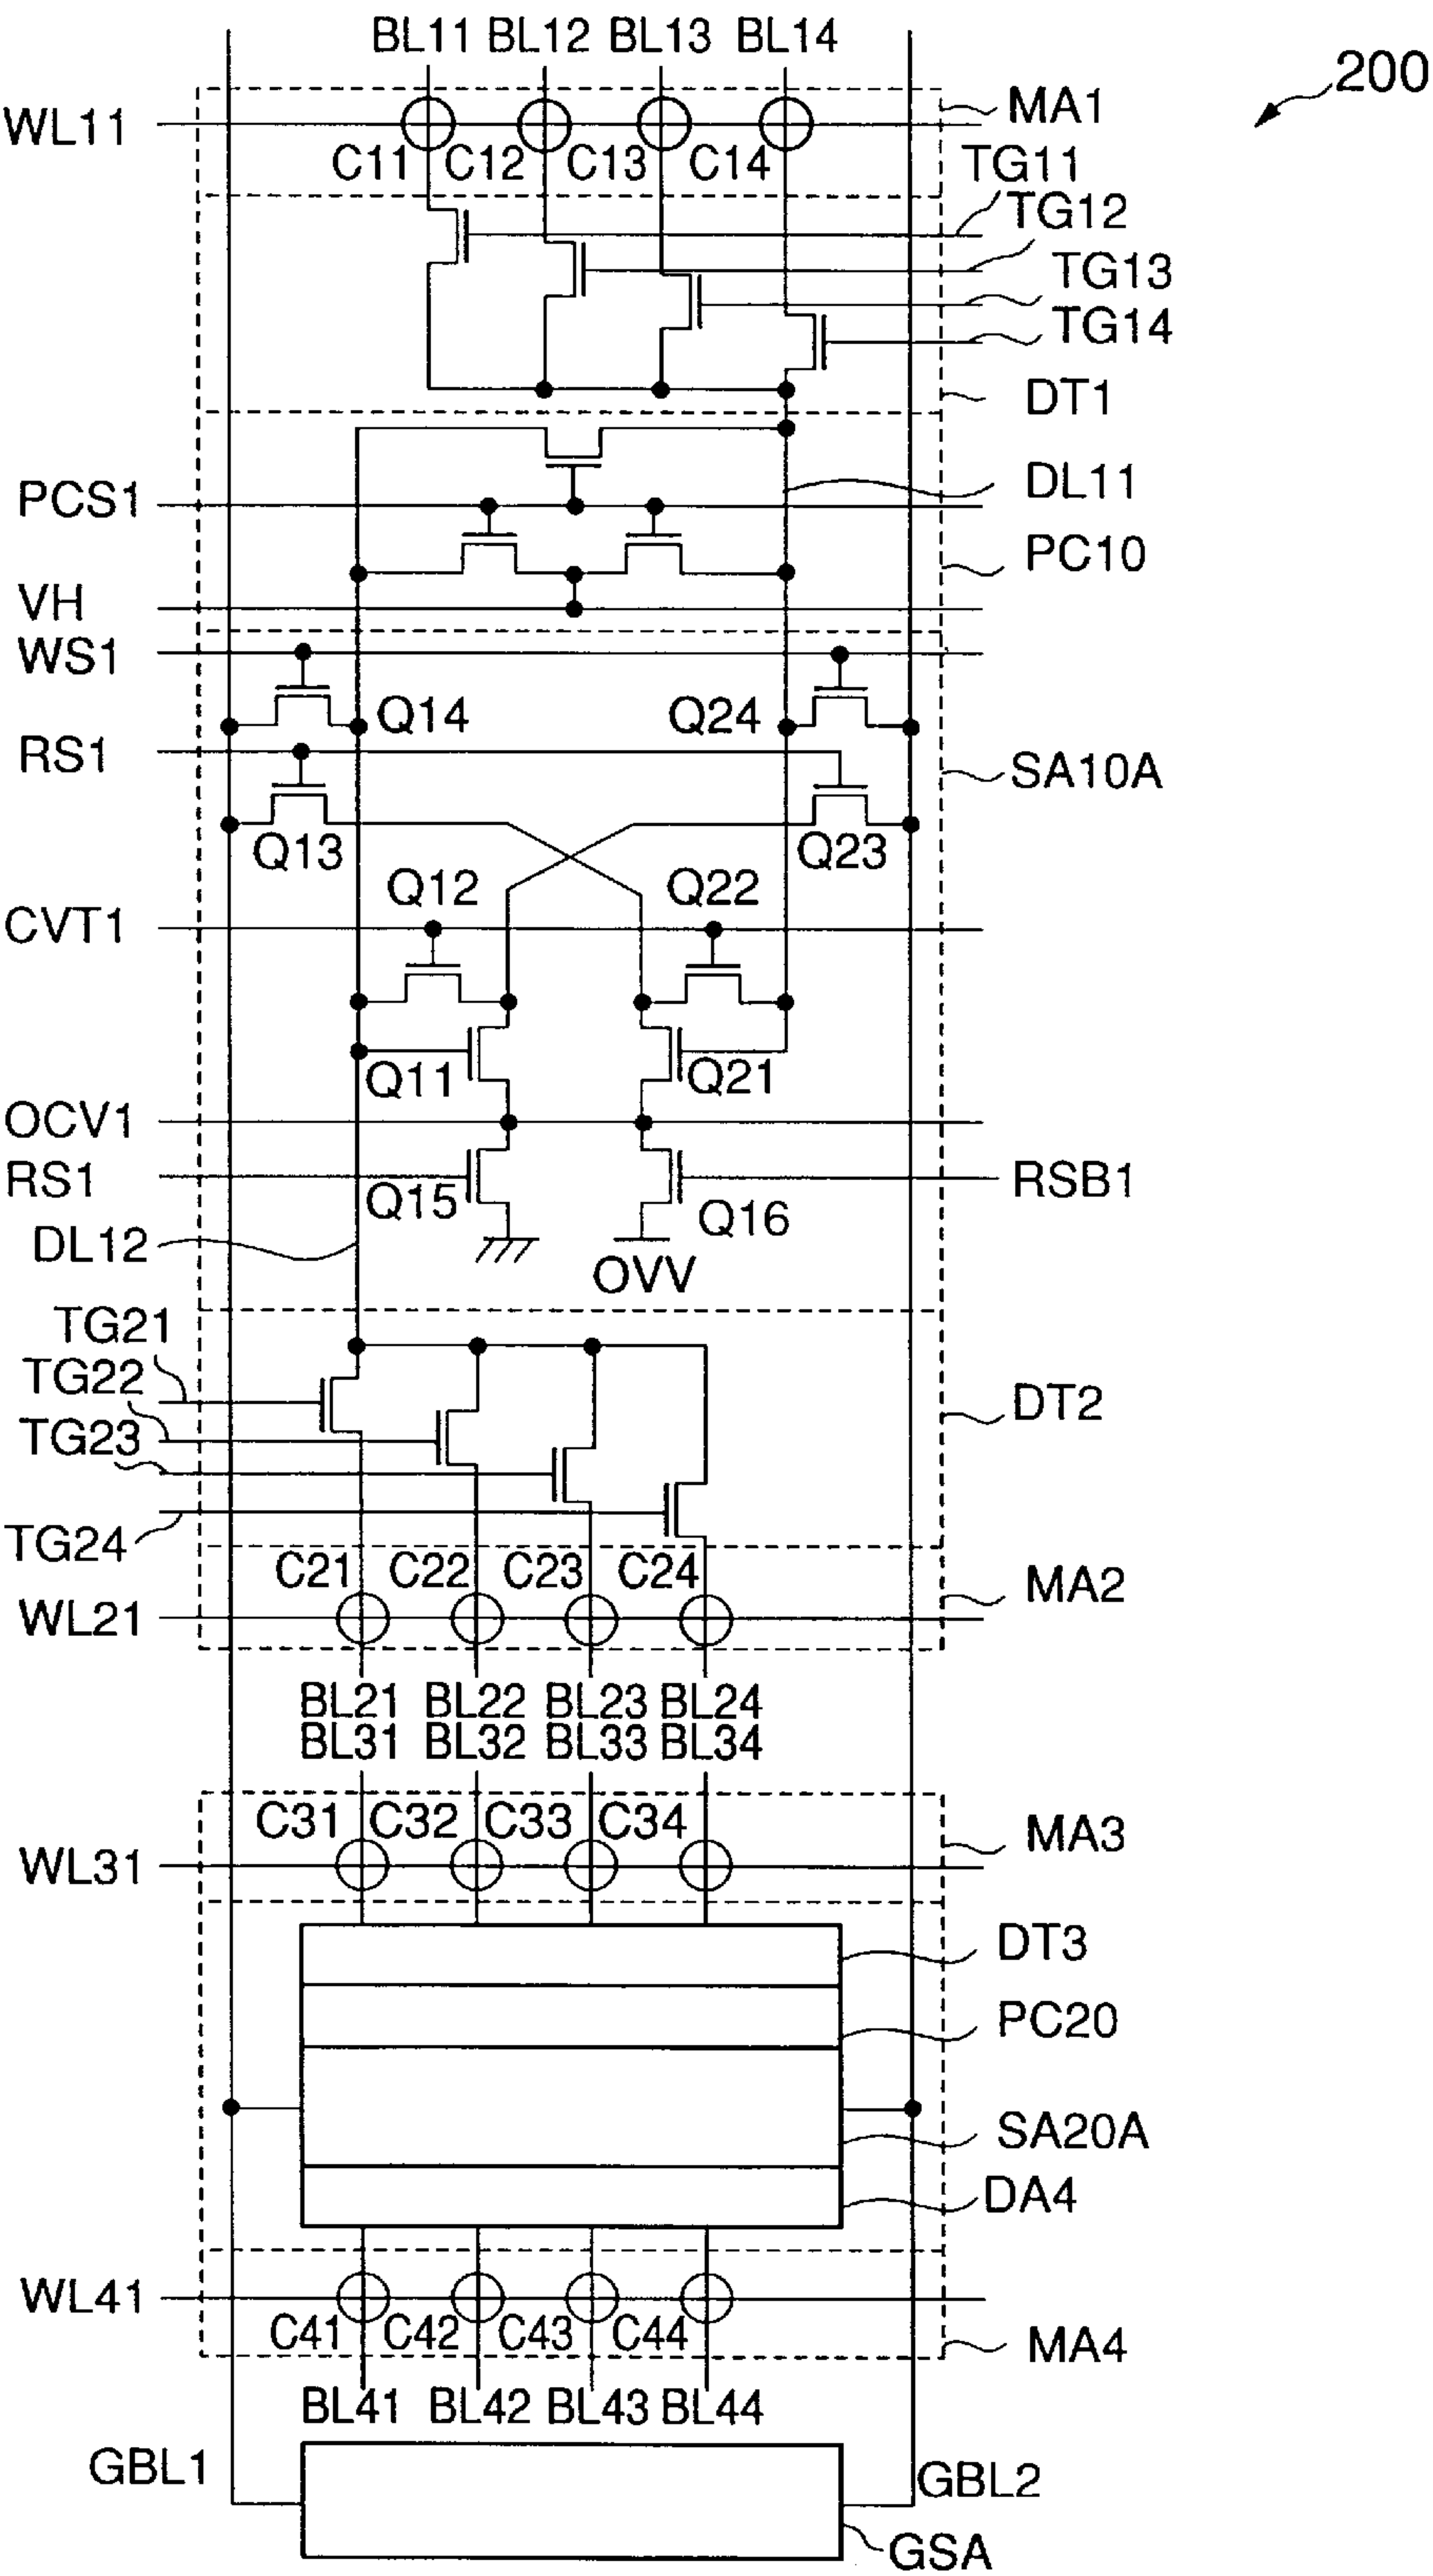 BL11 BL12 BL13 BL14
200
WL11
MA1
C11 C12 C13 C14
TG11
TG12
TG13
TG14
DT1
PCS1
DL11
PC10
VH
WS1
Q14 Q24
RS1
SA10A
Q13 Q23
Q12 Q22
CVT1
Q11 Q21
OCV1
RS1
RSB1
Q15 Q16
DL12
OVV
TG21
TG22
TG23
TG24
DT2
C21 C22 C23 C24
WL21
MA2
BL21 BL22 BL23 BL24
BL31 BL32 BL33 BL34
C31 C32 C33 C34
WL31
MA3
DT3
PC20
SA20A
DA4
WL41
C41 C42 C43 C44
MA4
BL41 BL42 BL43 BL44
GBL1
GBL2
GSA